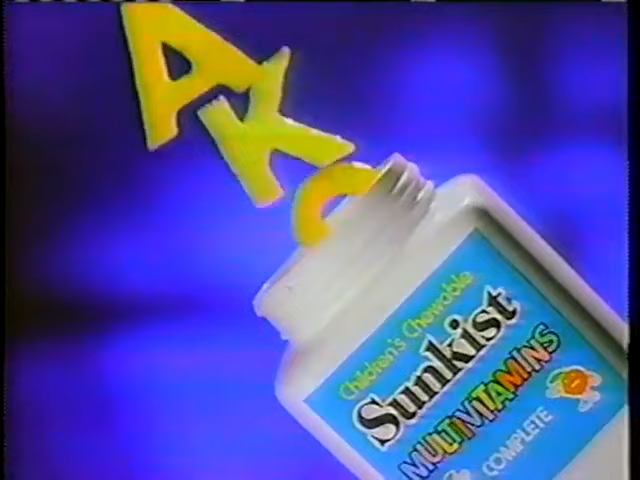 A
K
C
Children's Chewable
Sunkist
MULTIVITAMINS
COMPLETE